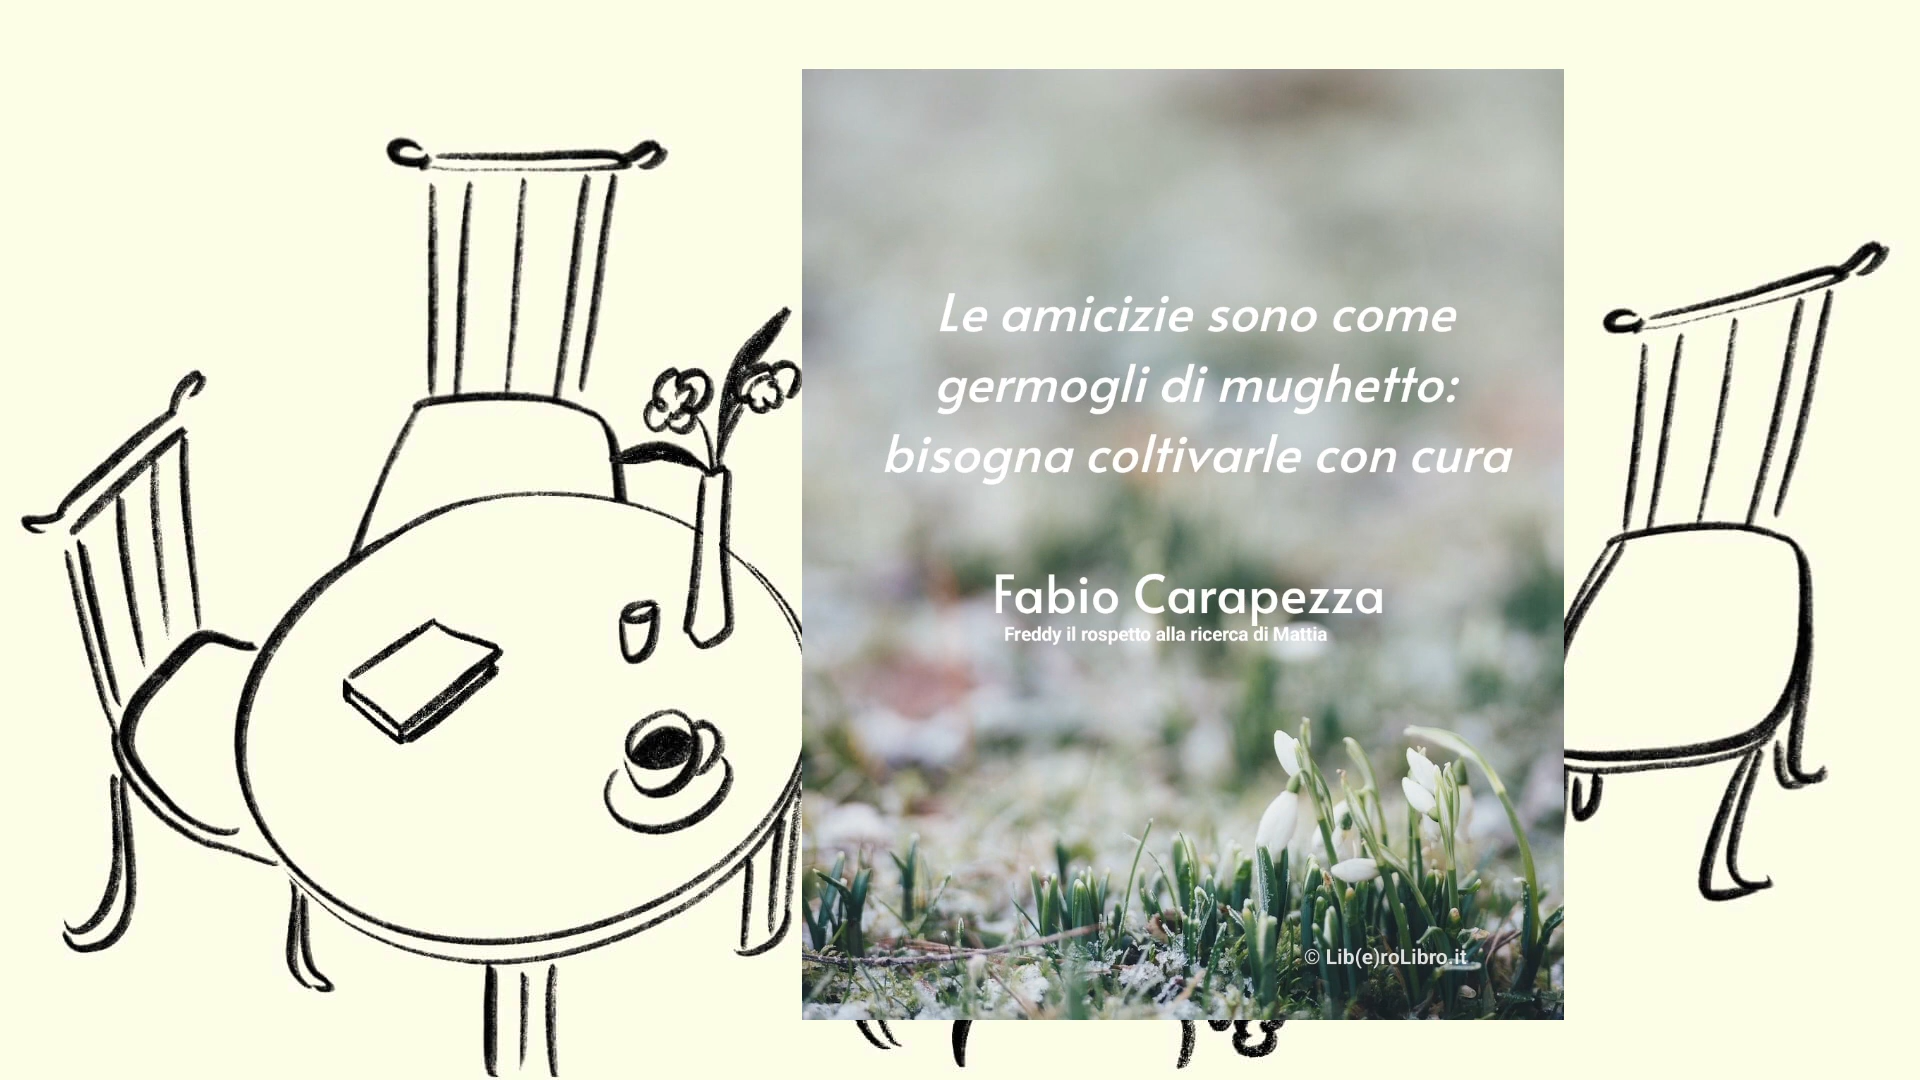 Le amicizie sono come
germogli di mughetto:
bisogna coltivarle con cura
Fabio Carapezza
Freddy il rospetto alla ricerca di Mattia
© Lib(e)roLibro.it